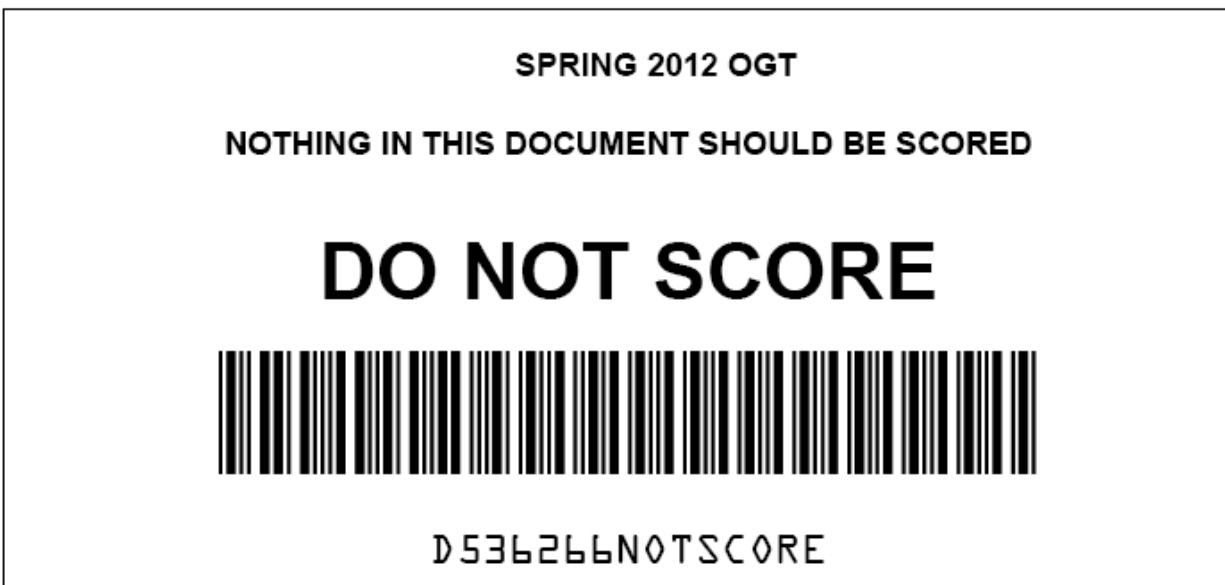 SPRING 2012 OGT
NOTHING IN THIS DOCUMENT SHOULD BE SCORED
DO NOT SCORE
D536266NOTSCORE